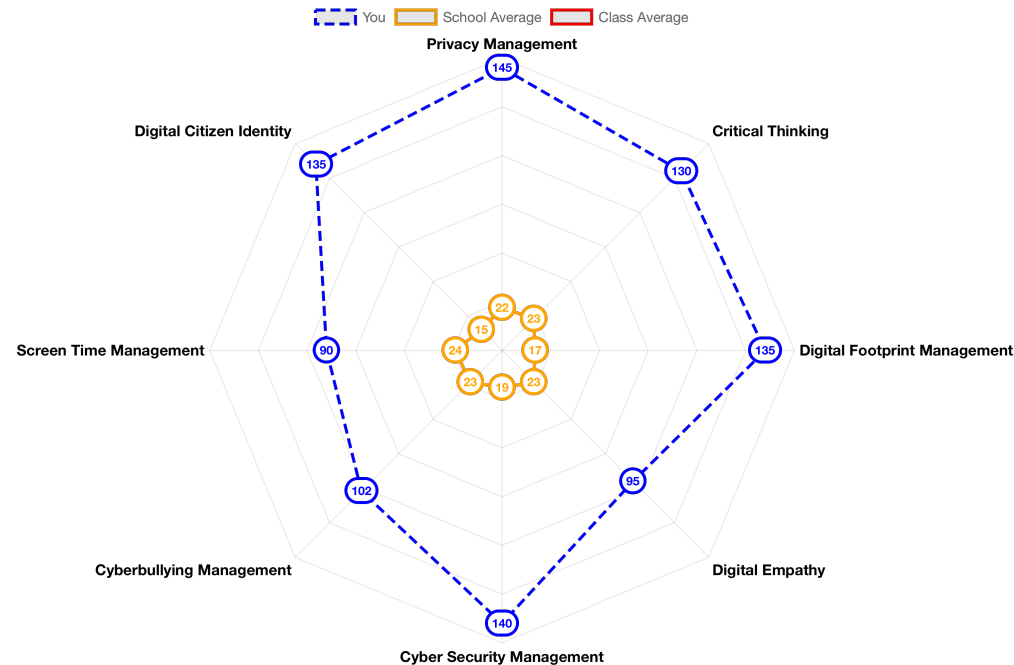 You School Average Class Average
Privacy Management
145
Digital Citizen Identity Critical Thinking
135 130
22
23
15
Screen Time Management 90 24 17 135 Digital Footprint Management
23 19 23
95
102
Cyberbullying Management Digital Empathy
140
Cyber Security Management